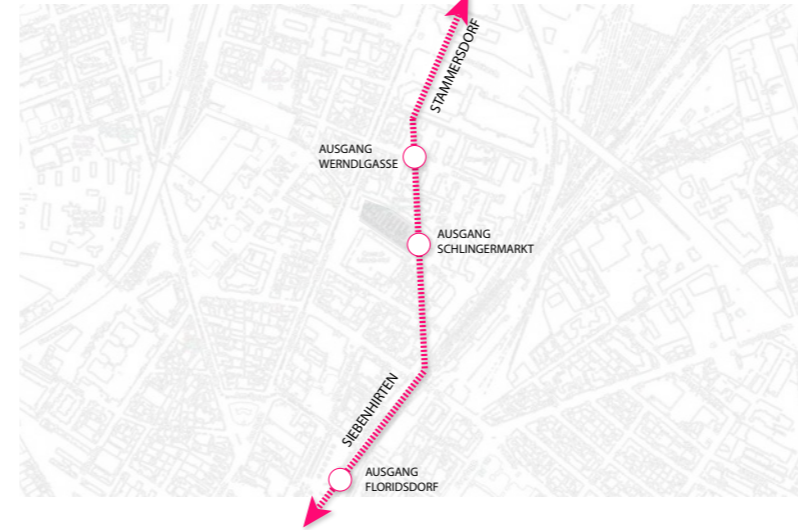 STAMMERSDORF
AUSGANG
WERNDLGASSE
AUSGANG
SCHLINGERMARKT
SIEBENHIRTEN
AUSGANG
FLORIDSDORF